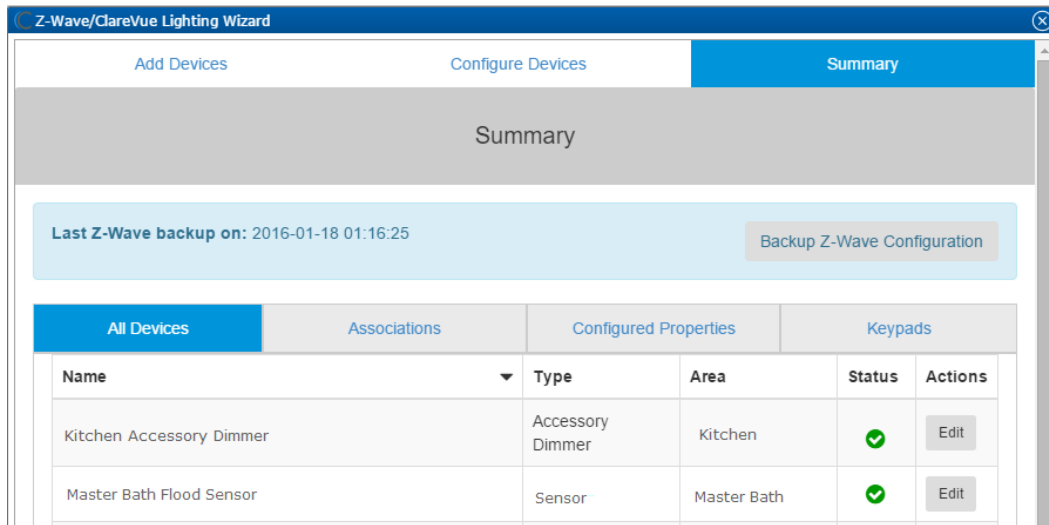 Z-Wave/ClareVue Lighting Wizard
Add Devices Configure Devices Summary
Summary
Last Z-Wave backup on: 2016-01-18 01:16:25 Backup Z-Wave Configuration
All Devices Associations Configured Properties Keypads
Name Type Area Status Actions
Kitchen Accessory Dimmer Accessory Dimmer Kitchen Edit
Master Bath Flood Sensor Sensor Master Bath Edit